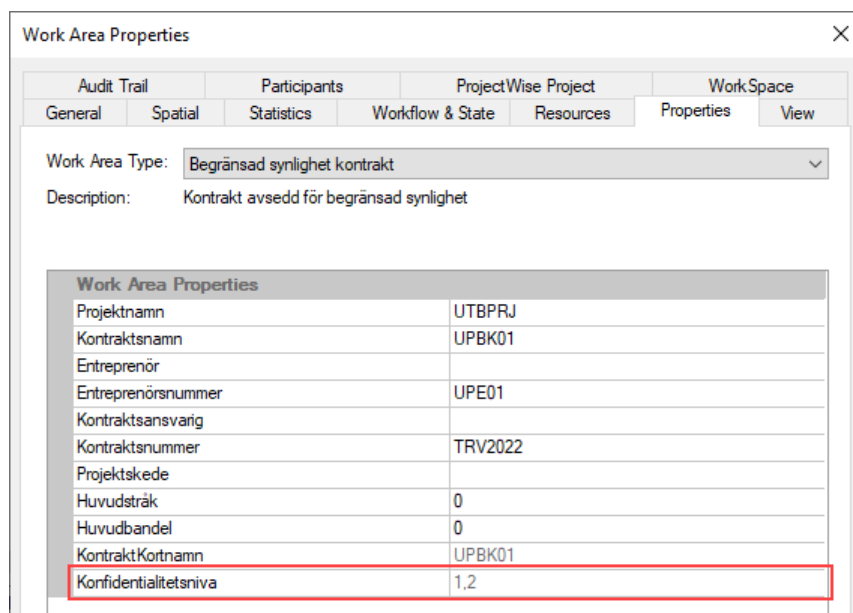 Work Area Properties
Audit Trail Participants ProjectWise Project WorkSpace
General Spatial Statistics Workflow & State Resources Properties View
Work Area Type: Begränsad synlighet kontrakt
Description: Kontrakt avsedd för begränsad synlighet
Work Area Properties
Projektnamn UTBPRJ
Kontraktsnamn UPBK01
Entreprenör
Entreprenörsnummer UPE01
Kontraktsansvarig
Kontraktsnummer TRV2022
Projektskede
Huvudstråk 0
Huvudbandel 0
KontraktKortnamn UPBK01
Konfidentialitetsniva 1,2